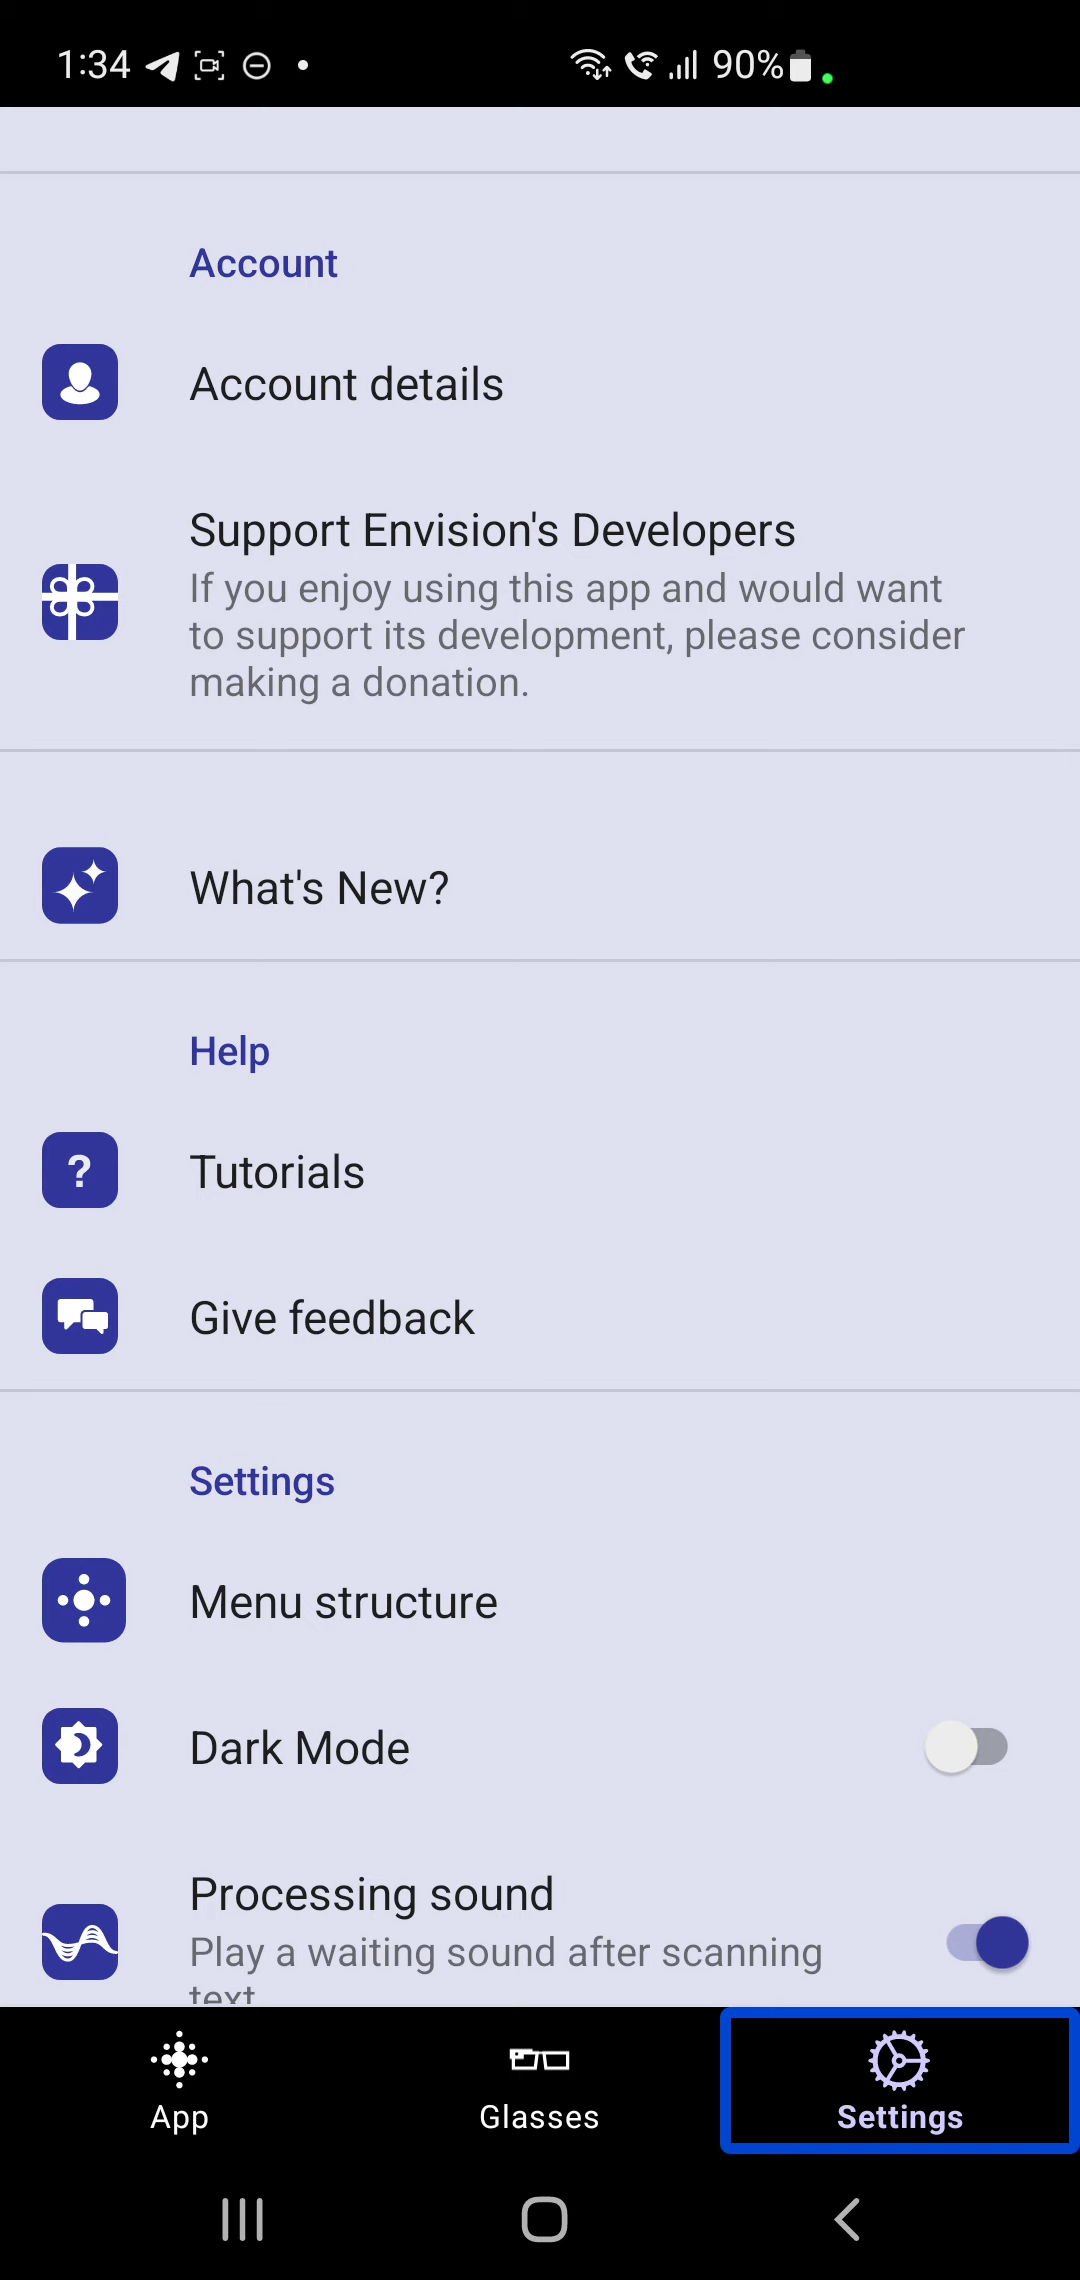 1:34
90%
Account
Account details
Support Envision's Developers
If you enjoy using this app and would want
to support its development, please consider
making a donation.
What's New?
Help
?
Tutorials
Give feedback
Settings
Menu structure
Dark Mode
Processing sound
Play a waiting sound after scanning
text
App
Glasses
Settings